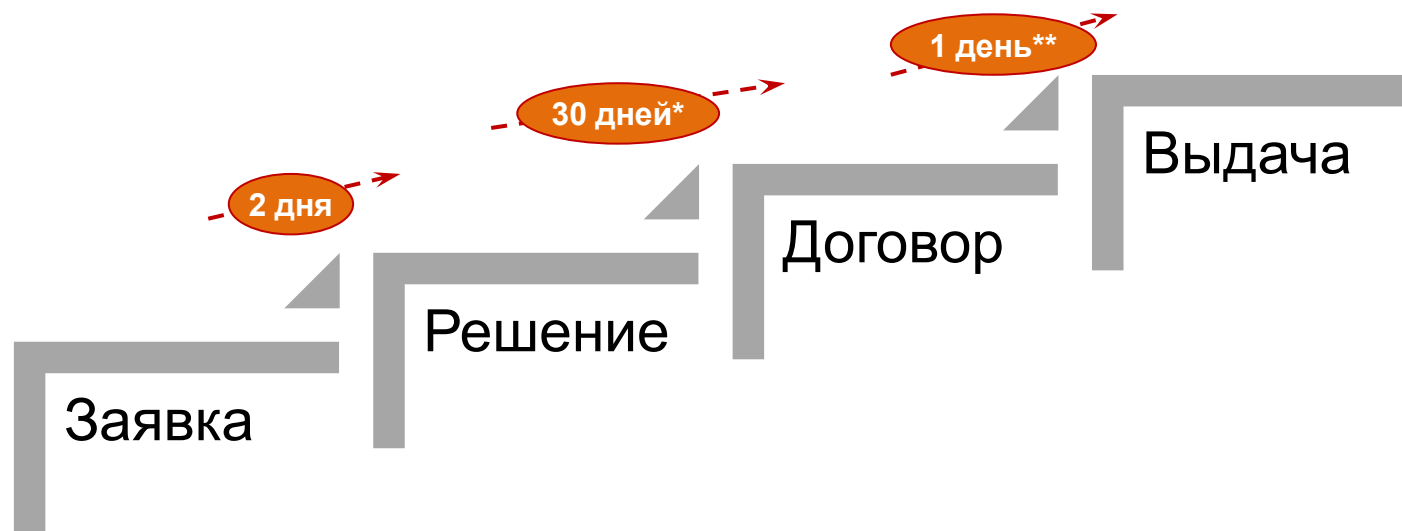 Заявка
2 дня
Решение
30 дней*
Договор
1 день**
Выдача